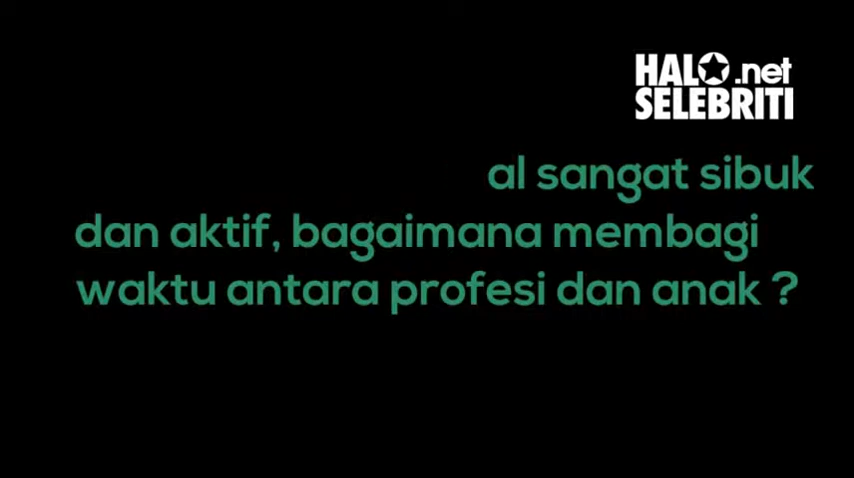 HALO.net
SELEBRITI
al sangat sibuk
dan aktif, bagaimana membagi
waktu antara profesi dan anak ?